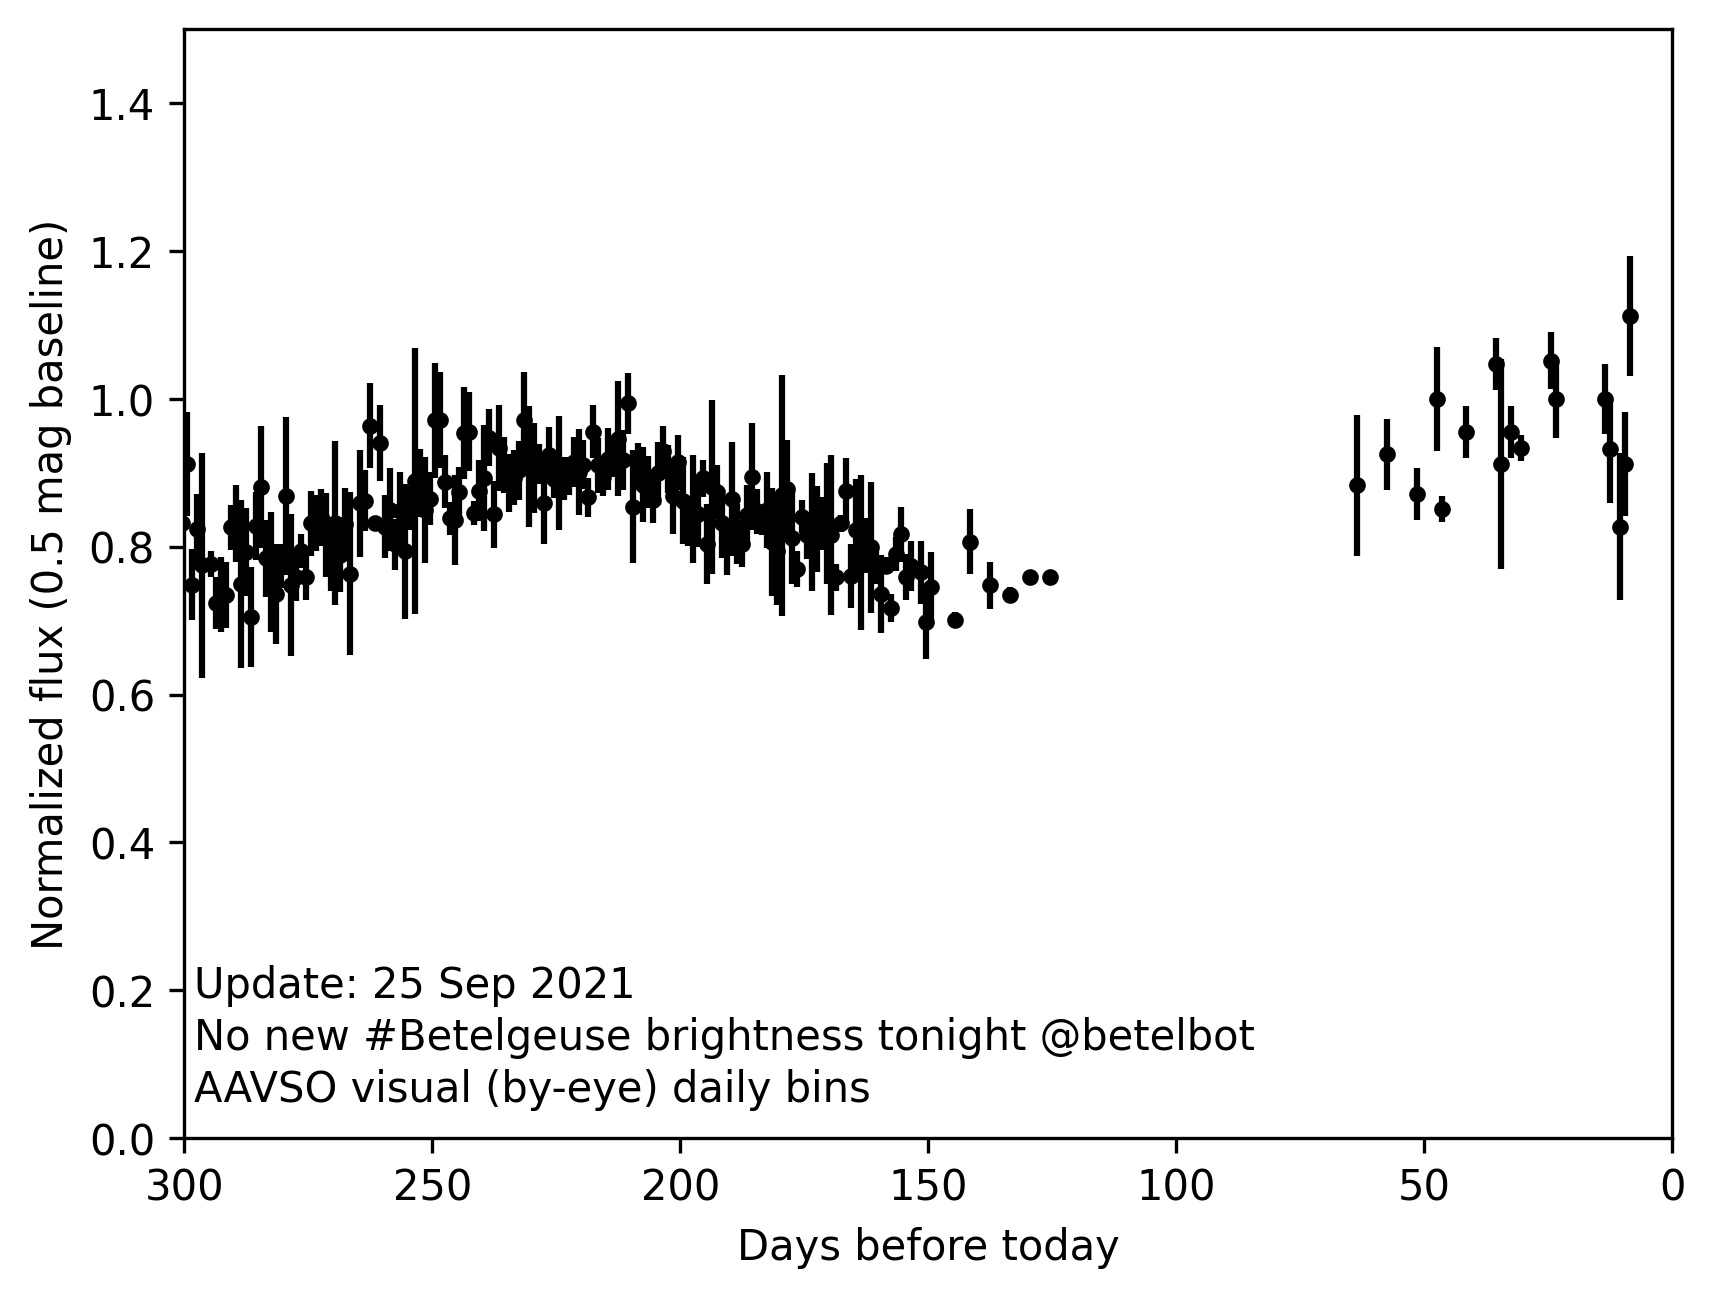 1.4
1.2
1.0
0.8
0.6
0.4
0.2
0.0
Normalized flux (0.5 mag baseline)
Update: 25 Sep 2021
No new #Betelgeuse brightness tonight @betelbot
AAVSO visual (by-eye) daily bins
300 250 200 150 100 50 0
Days before today